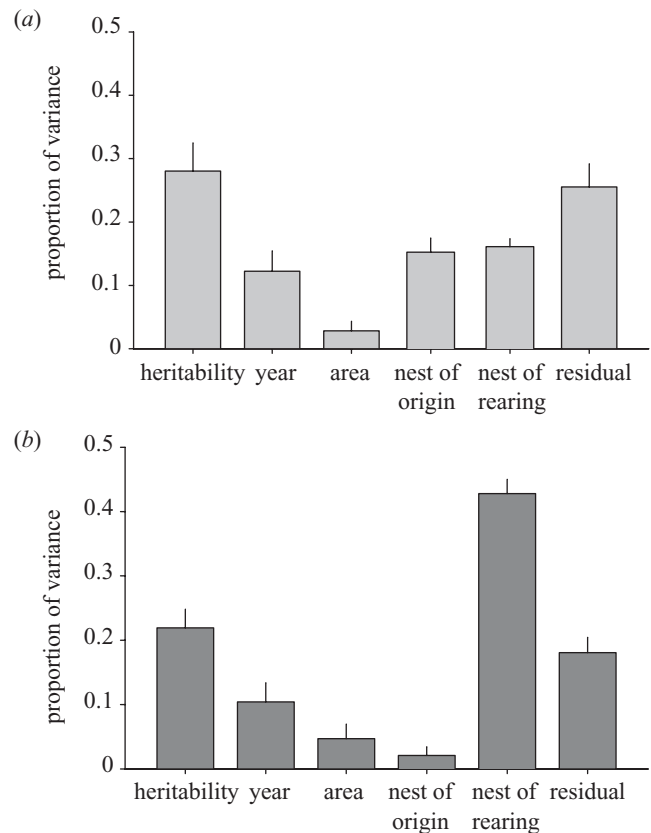 (a)
0.5
0.4
0.3
0.2
0.1
0
proportion of variance
heritability year area nest of origin nest of rearing residual
(b)
0.5
0.4
0.3
0.2
0.1
0
proportion of variance
heritability year area nest of origin nest of rearing residual